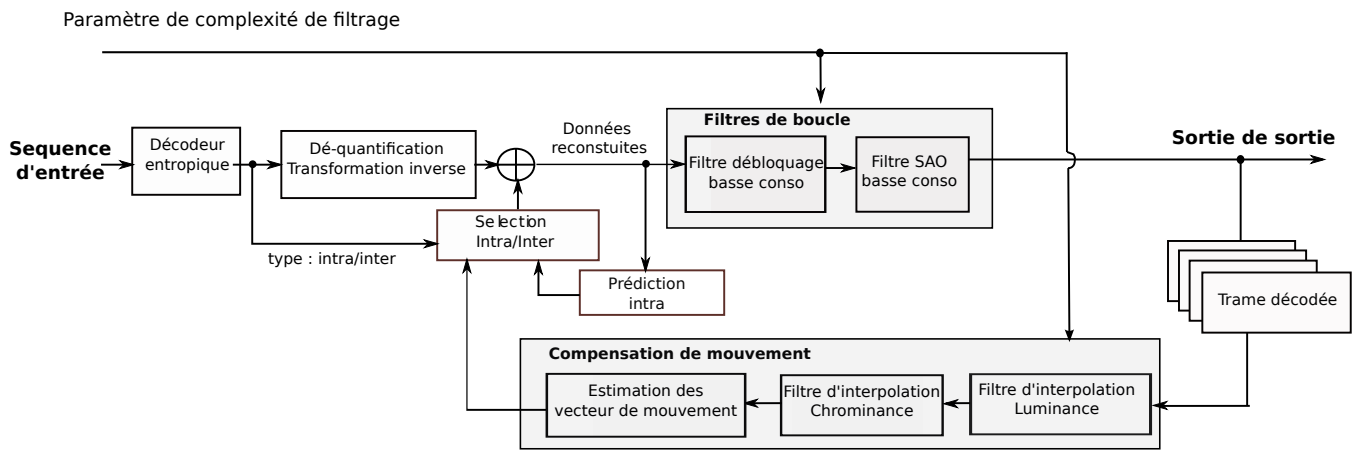 Paramètre de complexité de filtrage
Sequence
d'entrée
Décodeur
entropique
Dé-quantification
Transformation inverse
Données
reconstuites
Filtres de boucle
Filtre débloquage
basse conso
Filtre SAO
basse conso
Sortie de sortie
Selection
Intra/Inter
type : intra/inter
Prédiction
intra
Trame décodée
Compensation de mouvement
Estimation des
vecteur de mouvement
Filtre d'interpolation
Chrominance
Filtre d'interpolation
Luminance